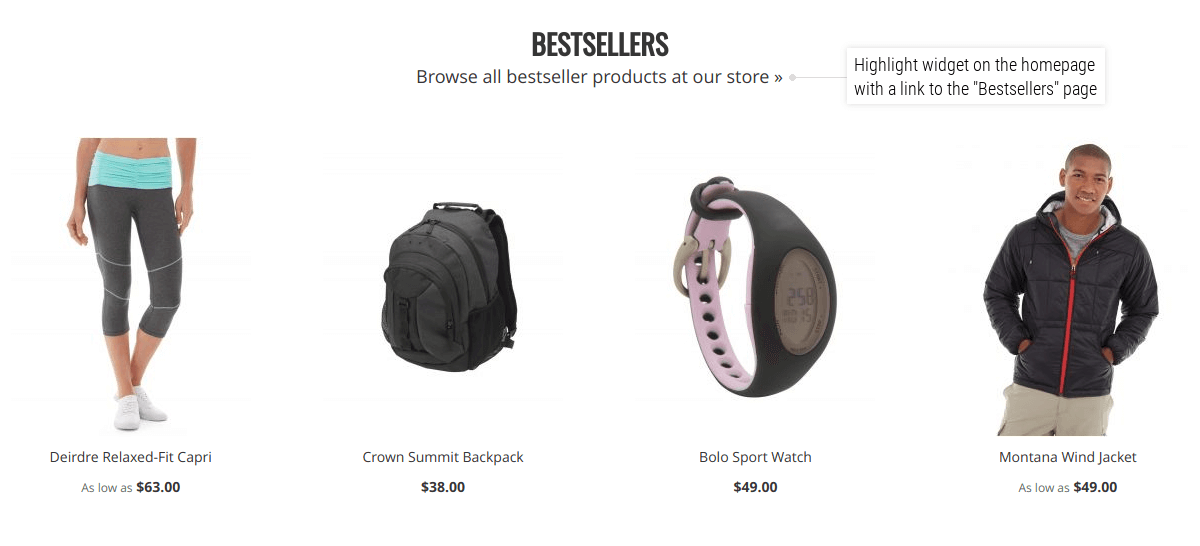 BESTSELLERS
Browse all bestseller products at our store »
Highlight widget on the homepage
with a link to the "Bestsellers" page
2:58
Deirdre Relaxed-Fit Capri
As low as $63.00
Crown Summit Backpack
$38.00
Bolo Sport Watch
$49.00
Montana Wind Jacket
As low as $49.00